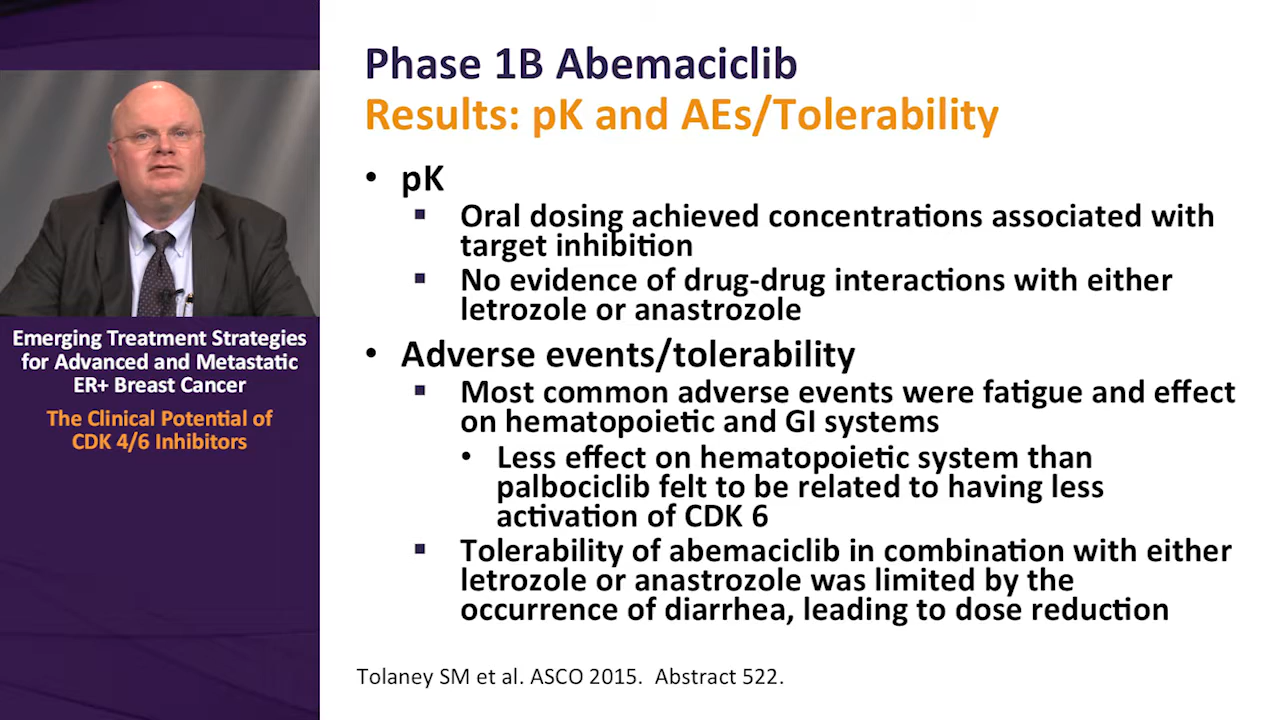 Phase 1B Abemaciclib
Results: pK and AEs/Tolerability
• pK
▪ Oral dosing achieved concentrations associated with
target inhibition
▪ No evidence of drug-drug interactions with either
letrozole or anastrozole
• Adverse events/tolerability
▪ Most common adverse events were fatigue and effect
on hematopoietic and GI systems
• Less effect on hematopoietic system than
palbociclib felt to be related to having less
activation of CDK 6
▪ Tolerability of abemaciclib in combination with either
letrozole or anastrozole was limited by the
occurrence of diarrhea, leading to dose reduction
Tolaney SM et al. ASCO 2015. Abstract 522.
Emerging Treatment Strategies
for Advanced and Metastatic
ER+ Breast Cancer
The Clinical Potential of
CDK 4/6 Inhibitors